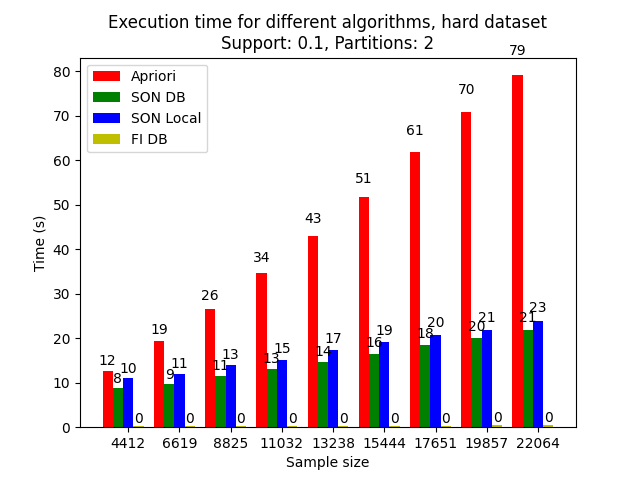 Execution time for different algorithms, hard dataset
Support: 0.1, Partitions: 2
Apriori
SON DB
SON Local
FI DB
Time (s)
80
70
60
50
40
30
20
10
0
12 8 10 0
19 9 11 0
26 11 13 0
34 13 15 0
43 14 17 0
51 16 19 0
61 18 20 0
70 20 21 0
79 21 23 0
4412 6619 8825 11032 13238 15444 17651 19857 22064
Sample size